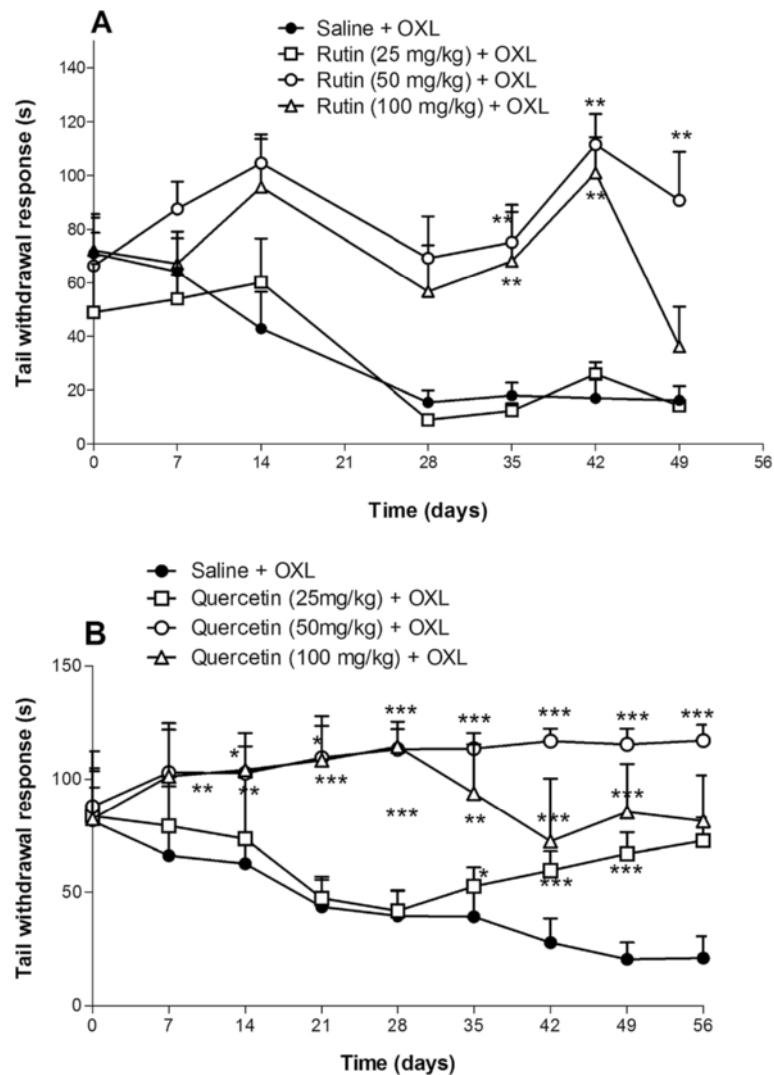 A
Saline + OXL
Rutin (25 mg/kg) + OXL
Rutin (50 mg/kg) + OXL
Rutin (100 mg/kg) + OXL
Tail withdrawal response (s)
140
120
100
80
60
40
20
0
**
**
**
**
**
0 7 14 21 28 35 42 49 56
Time (days)
B
Saline + OXL
Quercetin (25mg/kg) + OXL
Quercetin (50mg/kg) + OXL
Quercetin (100 mg/kg) + OXL
Tail withdrawal response (s)
150
100
50
0
*** *** *** *** ***
* *
** ** ***
*** ** *** ***
* *** ***
0 7 14 21 28 35 42 49 56
Time (days)